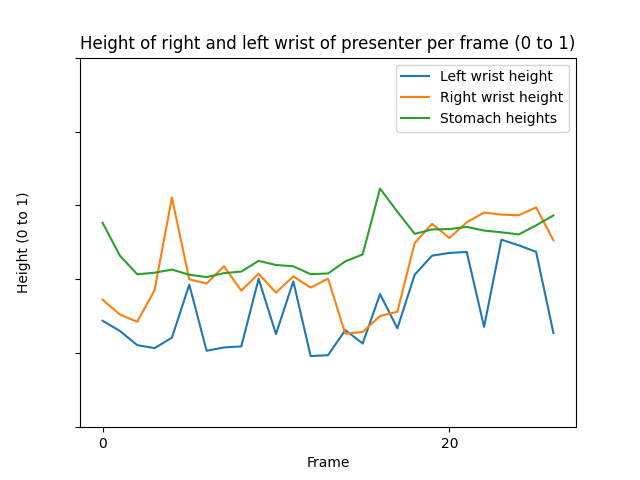 Height of right and left wrist of presenter per frame (0 to 1)
Left wrist height
Right wrist height
Stomach heights
Height (0 to 1)
0
20
Frame